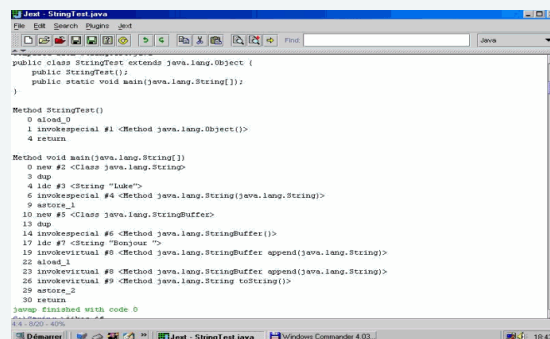 Jext - StringTest.java
File Edit Search Plugins Jext
Find: Java
public class StringTest extends java.lang.Object {
public StringTest();
public static void main(java.lang.String[]);
}
Method StringTest()
0 aload_0
1 invokespecial #1 <Method java.lang.Object()>
4 return
Method void main(java.lang.String[])
0 new #2 <Class java.lang.String>
3 dup
4 ldc #3 <String "Luke">
6 invokespecial #4 <Method java.lang.String(java.lang.String)>
9 astore_1
10 new #5 <Class java.lang.StringBuffer>
13 dup
14 invokespecial #6 <Method java.lang.StringBuffer()>
17 ldc #7 <String "Bonjour ">
19 invokevirtual #8 <Method java.lang.StringBuffer append(java.lang.String)>
22 aload_1
23 invokevirtual #8 <Method java.lang.StringBuffer append(java.lang.String)>
26 invokevirtual #9 <Method java.lang.String toString()>
29 astore_2
30 return
javap finished with code 0
4:4 - 8/20 - 40%
Démarrer Jext - StringTest.java Windows Commander 4.03